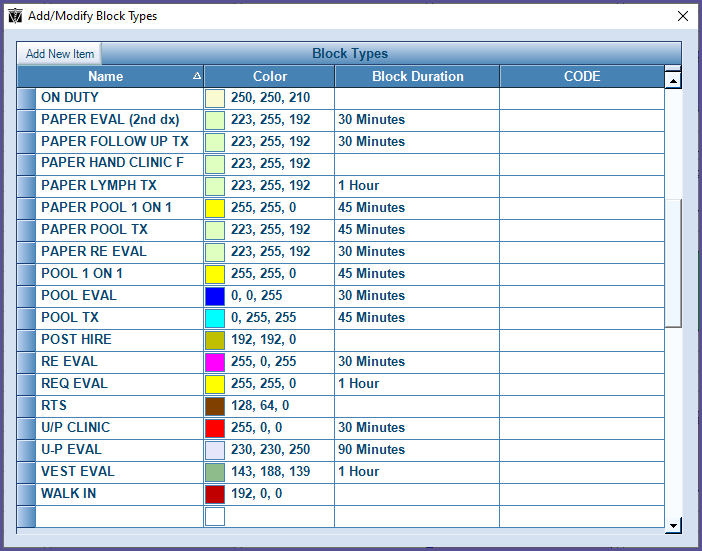 Add/Modify Block Types
Add New Item Block Types
Name Color Block Duration CODE
ON DUTY 250, 250, 210
PAPER EVAL (2nd dx) 223, 255, 192 30 Minutes
PAPER FOLLOW UP TX 223, 255, 192 30 Minutes
PAPER HAND CLINIC F 223, 255, 192
PAPER LYMPH TX 223, 255, 192 1 Hour
PAPER POOL 1 ON 1 255, 255, 0 45 Minutes
PAPER POOL TX 223, 255, 192 45 Minutes
PAPER RE EVAL 223, 255, 192 30 Minutes
POOL 1 ON 1 255, 255, 0 45 Minutes
POOL EVAL 0, 0, 255 30 Minutes
POOL TX 0, 255, 255 45 Minutes
POST HIRE 192, 192, 0
RE EVAL 255, 0, 255 30 Minutes
REQ EVAL 255, 255, 0 1 Hour
RTS 128, 64, 0
U/P CLINIC 255, 0, 0 30 Minutes
U-P EVAL 230, 230, 250 90 Minutes
VEST EVAL 143, 188, 139 1 Hour
WALK IN 192, 0, 0